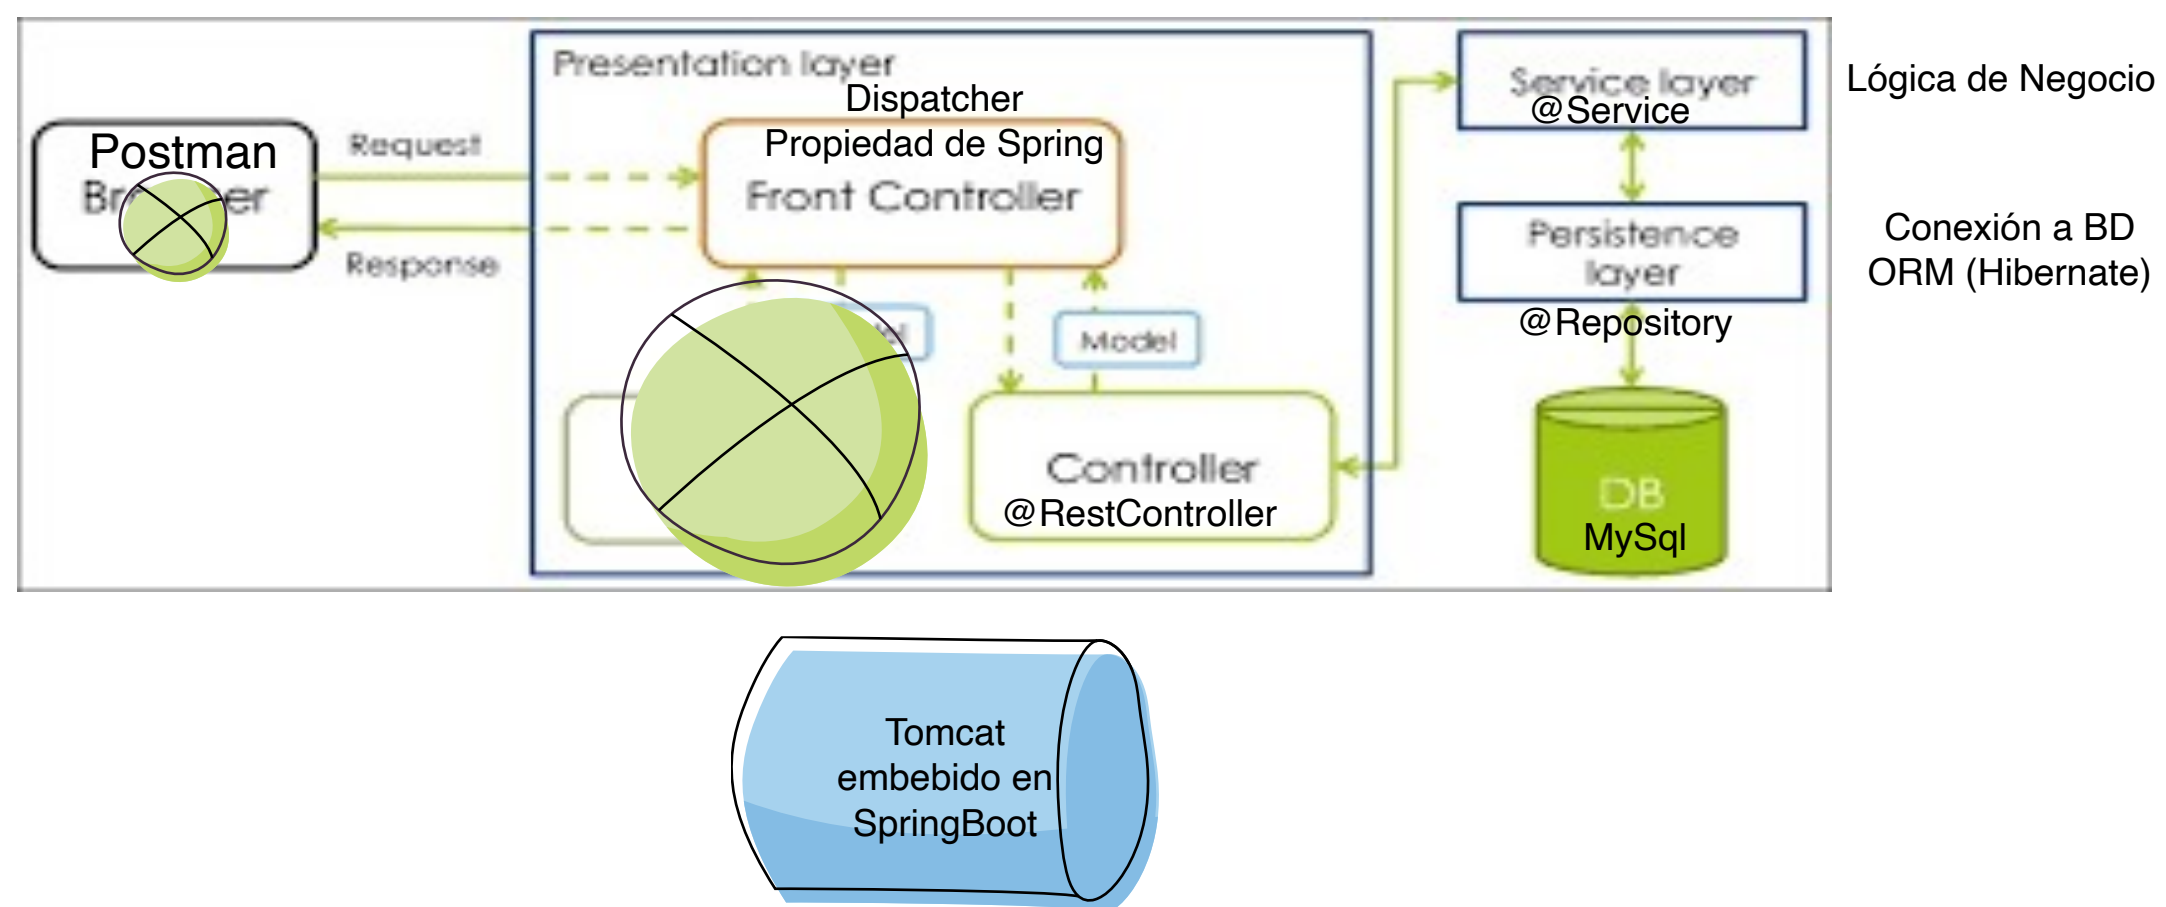 Presentation layer
Dispatcher
Propiedad de Spring
Front Controller
Postman
Request
Response
Model
Controller
@RestController
Service layer
@Service
Lógica de Negocio
Persistence
layer
@Repository
Conexión a BD
ORM (Hibernate)
DB
MySql
Tomcat
embebido en
SpringBoot